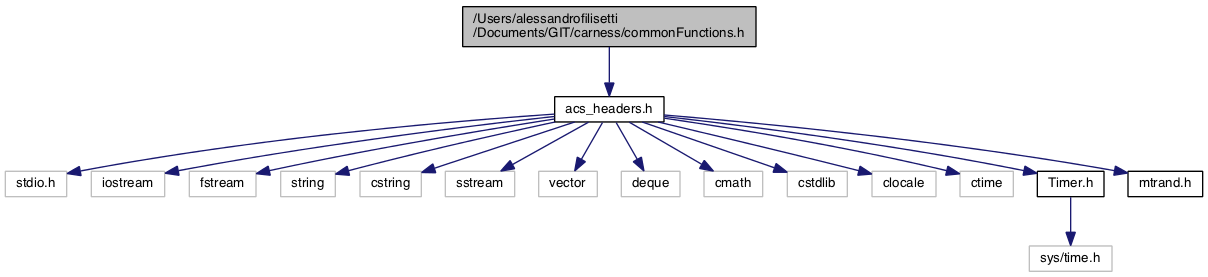 /Users/alessandrofilisetti
/Documents/GIT/carness/commonFunctions.h
acs_headers.h
stdio.h
iostream
fstream
string
cstring
sstream
vector
deque
cmath
cstdlib
clocale
ctime
Timer.h
mtrand.h
sys/time.h